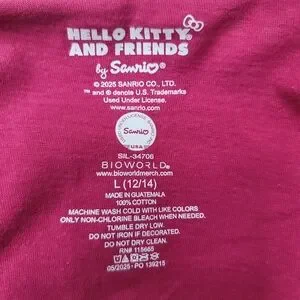 HELLO KITTY
AND FRIENDS
by Sanrio
© 2025 SANRIO CO., LTD.
™ and ® denote U.S. Trademarks
Used Under License.
www.sanrio.com
Sanrio
USA
SIL-34706
BIOWORLD®
www.bioworldmerch.com
L (12/14)
MADE IN GUATEMALA
100% COTTON
MACHINE WASH COLD WITH LIKE COLORS
ONLY NON-CHLORINE BLEACH WHEN NEEDED.
TUMBLE DRY LOW.
DO NOT IRON IF DECORATED.
DO NOT DRY CLEAN.
RN# 115665
05/2025 - PO 139215